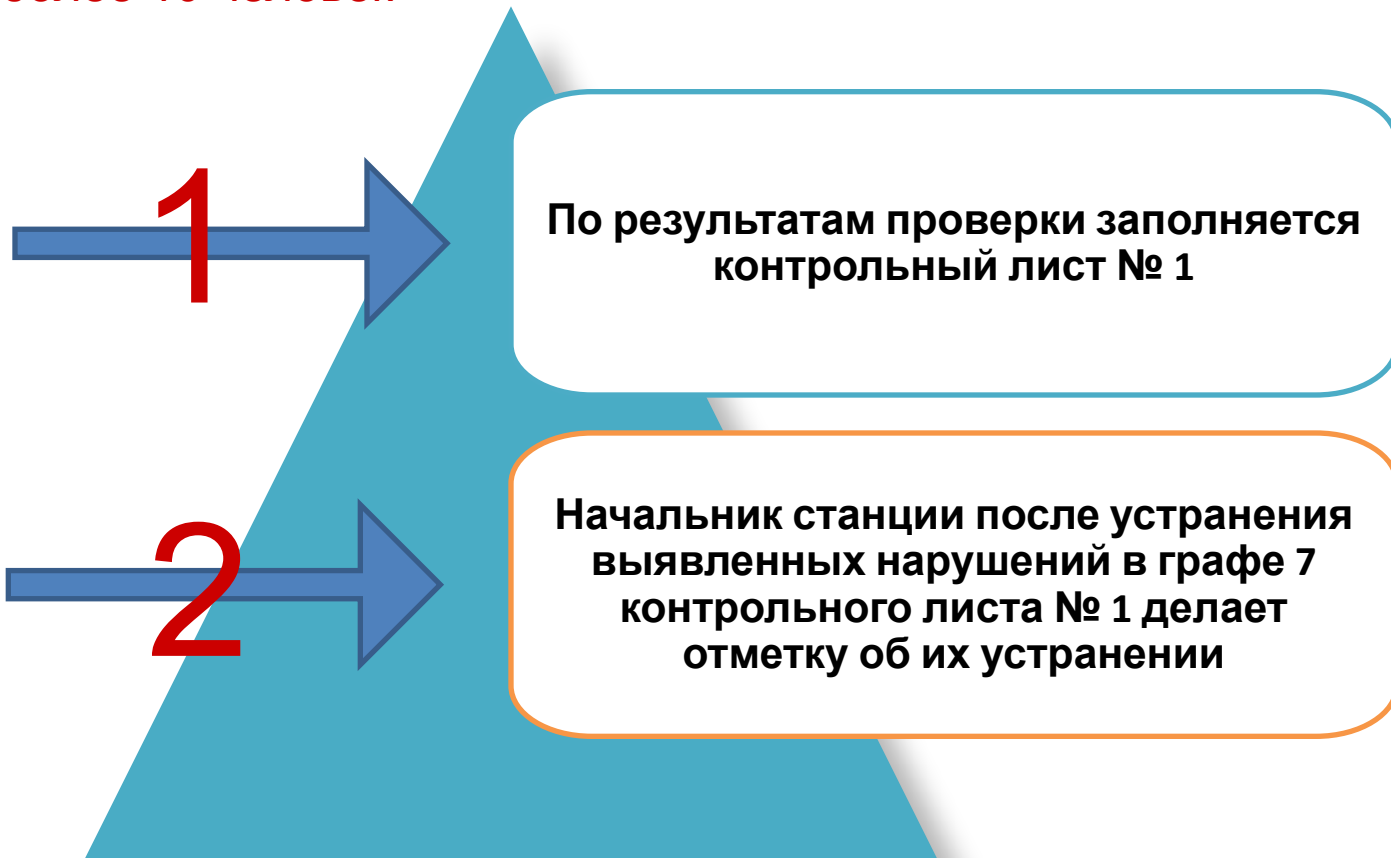 1
По результатам проверки заполняется
контрольный лист № 1
2
Начальник станции после устранения
выявленных нарушений в графе 7
контрольного листа № 1 делает
отметку об их устранении